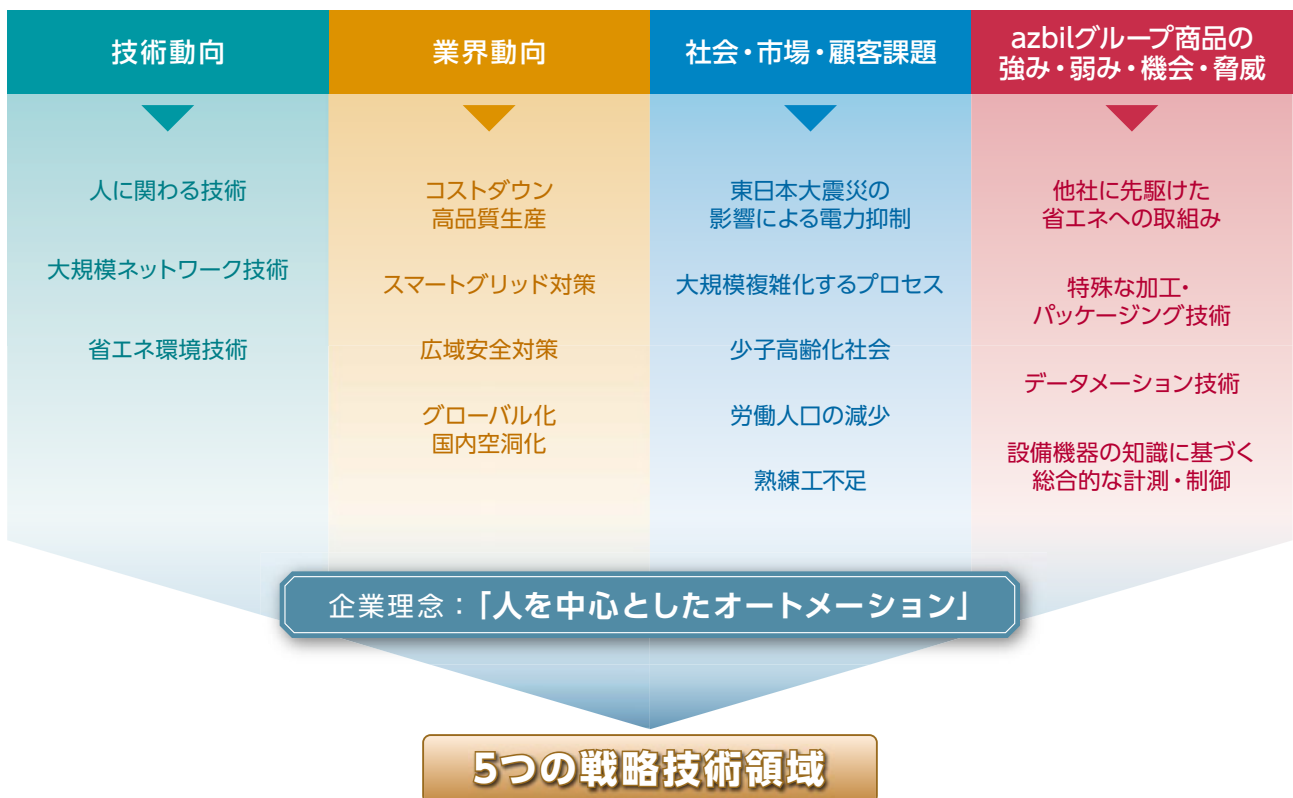 技術動向
業界動向
社会・市場・顧客課題
azbilグループ商品の
強み・弱み・機会・脅威
人に関わる技術
大規模ネットワーク技術
省エネ環境技術
コストダウン
高品質生産
スマートグリッド対策
広域安全対策
グローバル化
国内空洞化
東日本大震災の
影響による電力抑制
大規模複雑化するプロセス
少子高齢化社会
労働人口の減少
熟練工不足
他社に先駆けた
省エネへの取組み
特殊な加工・
パッケージング技術
データメーション技術
設備機器の知識に基づく
総合的な計測・制御
企業理念：「人を中心としたオートメーション」
5つの戦略技術領域